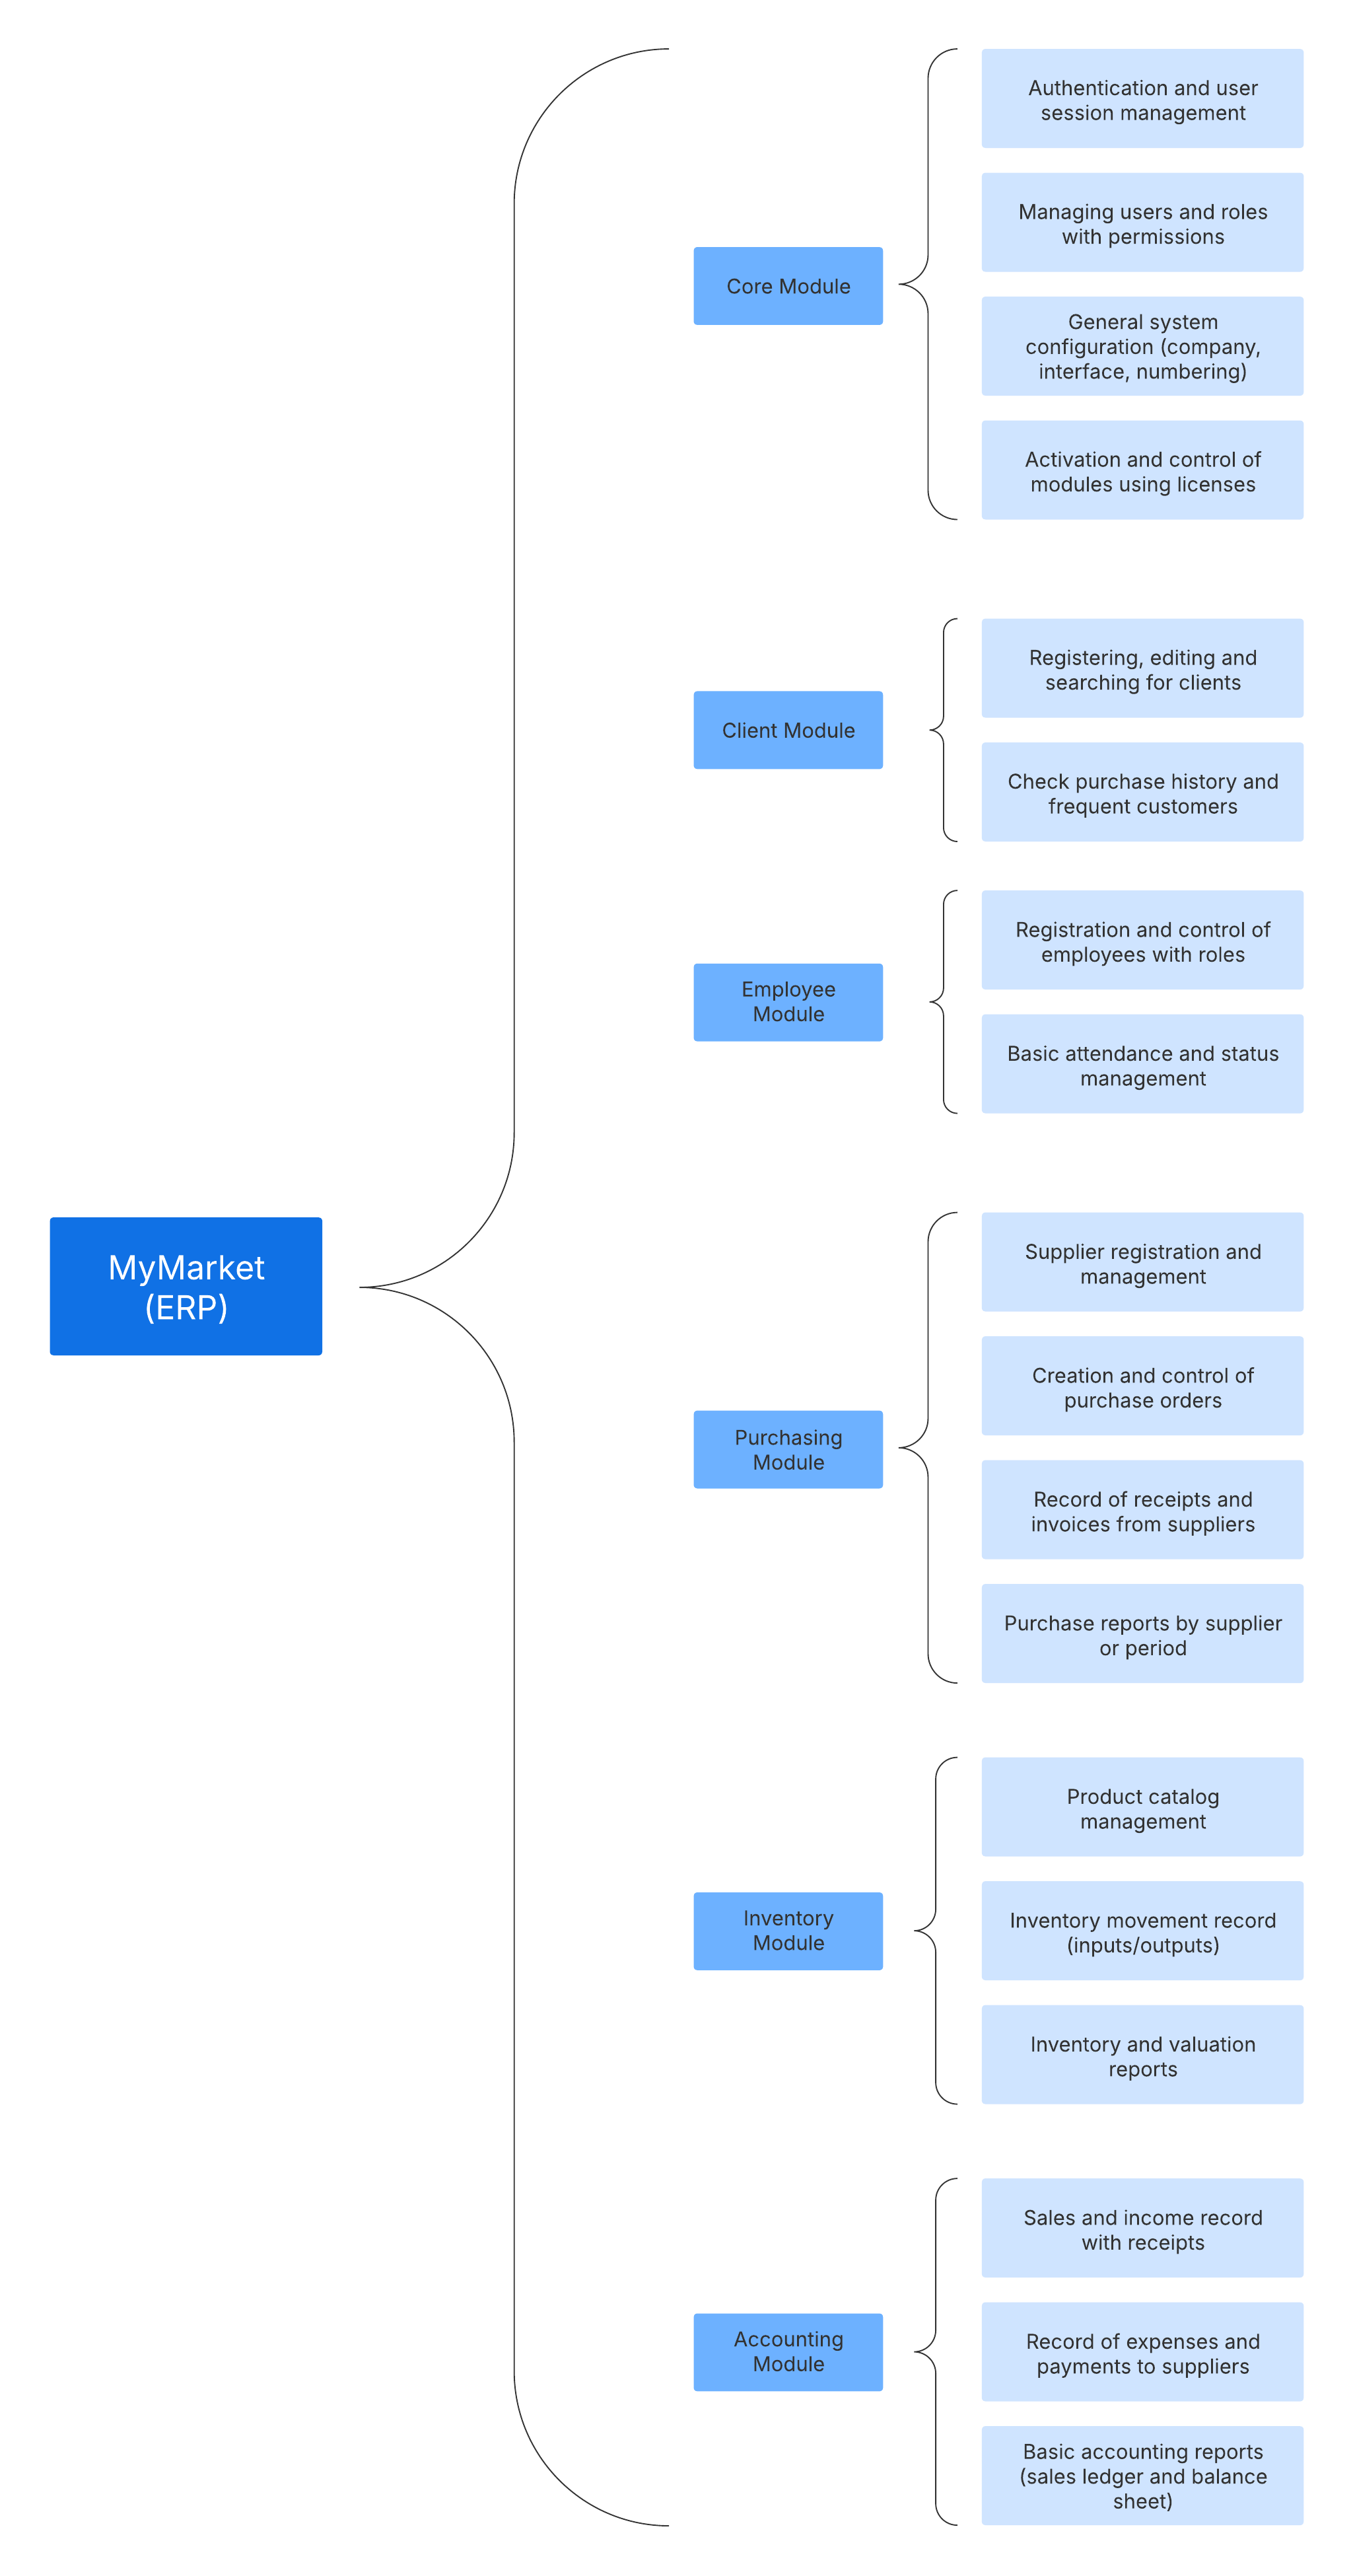 MyMarket
(ERP)
Core Module
Authentication and user
session management
Managing users and roles
with permissions
General system
configuration (company,
interface, numbering)
Activation and control of
modules using licenses
Client Module
Registering, editing and
searching for clients
Check purchase history and
frequent customers
Employee
Module
Registration and control of
employees with roles
Basic attendance and status
management
Purchasing
Module
Supplier registration and
management
Creation and control of
purchase orders
Record of receipts and
invoices from suppliers
Purchase reports by supplier
or period
Inventory
Module
Product catalog
management
Inventory movement record
(inputs/outputs)
Inventory and valuation
reports
Accounting
Module
Sales and income record
with receipts
Record of expenses and
payments to suppliers
Basic accounting reports
(sales ledger and balance
sheet)